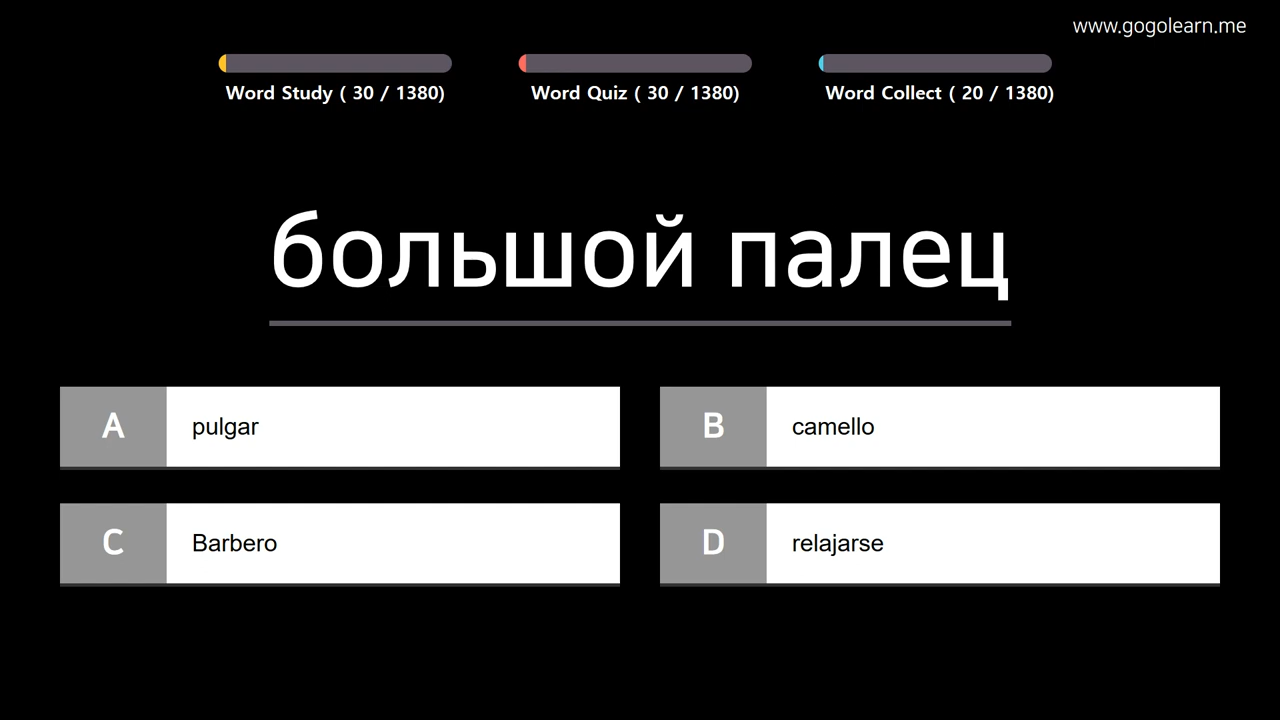 www.gogolearn.me
Word Study ( 30 / 1380)
Word Quiz ( 30 / 1380)
Word Collect ( 20 / 1380)
большой палец
A pulgar
B camello
C Barbero
D relajarse